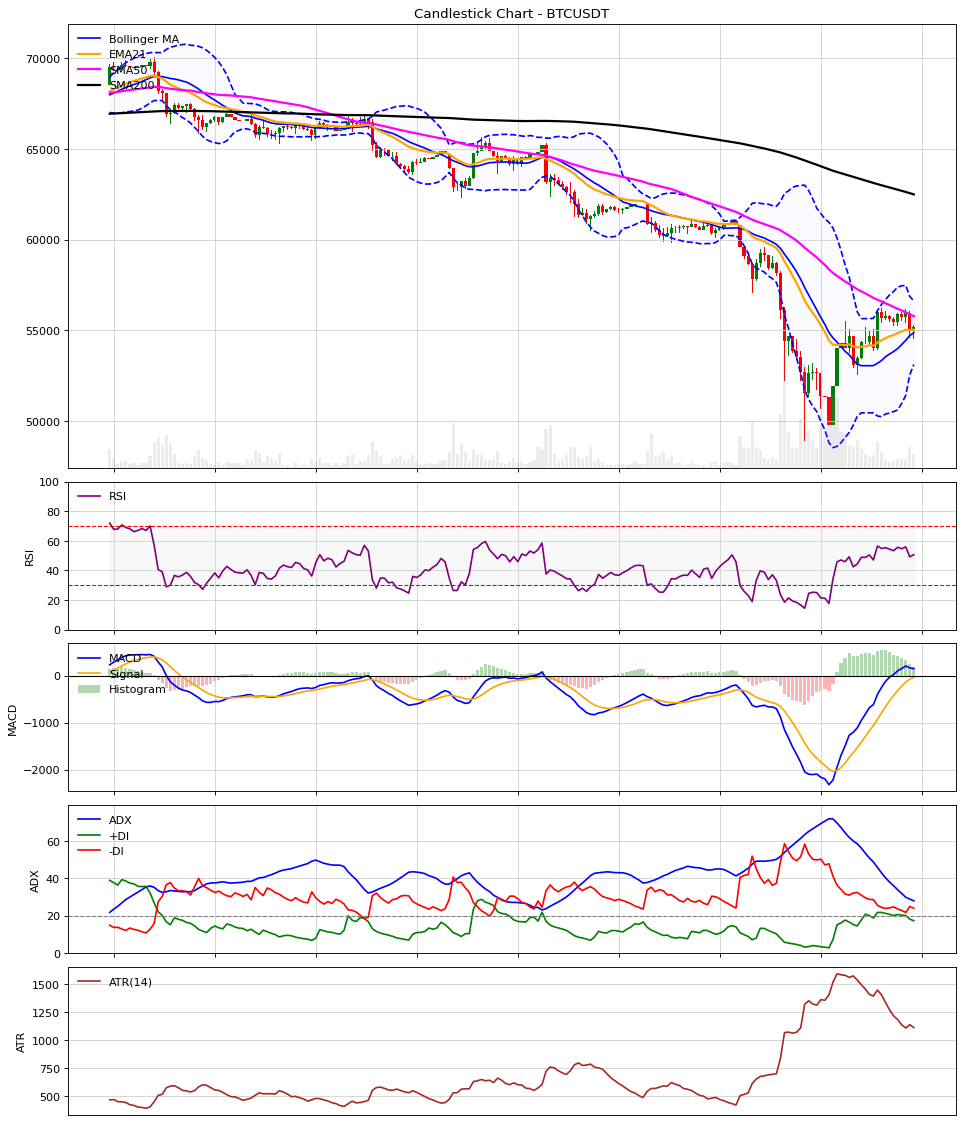 Candlestick Chart - BTCUSDT
Bollinger MA
EMA21
SMA50
SMA200
70000
65000
60000
55000
50000
RSI
100
80
60
40
20
0
RSI
MACD
Signal
Histogram
0
−1000
−2000
MACD
ADX
+DI
-DI
60
40
20
0
ADX
ATR(14)
1500
1250
1000
750
500
ATR